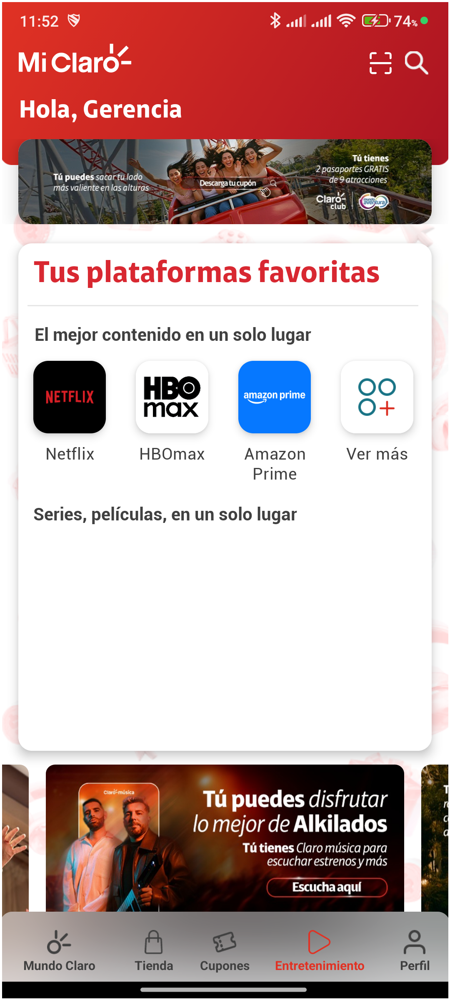 11:52
74%
Mi Claro
Hola, Gerencia
Tú puedes sacar tu lado
más valiente en las alturas
Descarga tu cupón
Tú tienes
2 pasaportes GRATIS
de 9 atracciones
Claro club
mundo aventura
Tus plataformas favoritas
El mejor contenido en un solo lugar
NETFLIX
HBO max
amazon prime
Netflix
HBOmax
Amazon Prime
Ver más
Series, películas, en un solo lugar
Claro música
Tú puedes disfrutar
lo mejor de Alkilados
Tú tienes Claro música para
escuchar estrenos y más
Escucha aquí
Mundo Claro
Tienda
Cupones
Entretenimiento
Perfil